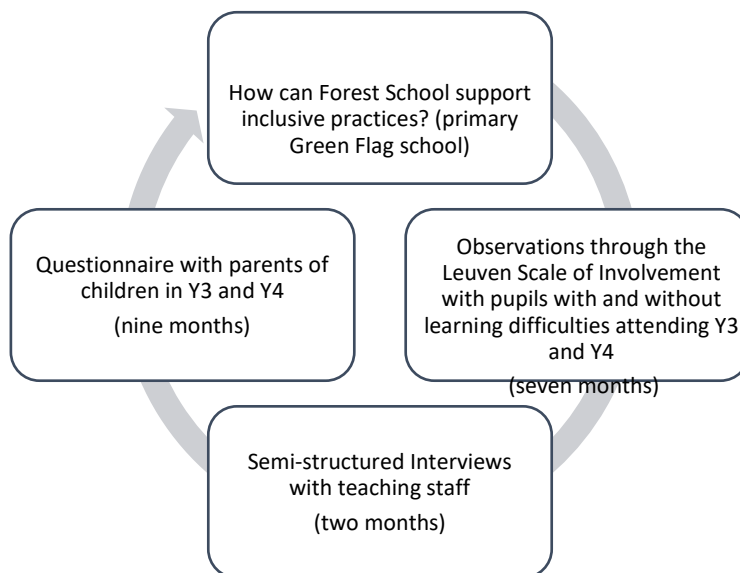 How can Forest School support
inclusive practices? (primary
Green Flag school)
Observations through the
Leuven Scale of Involvement
with pupils with and without
learning difficulties attending Y3
and Y4
(seven months)
Semi-structured Interviews
with teaching staff
(two months)
Questionnaire with parents of
children in Y3 and Y4
(nine months)